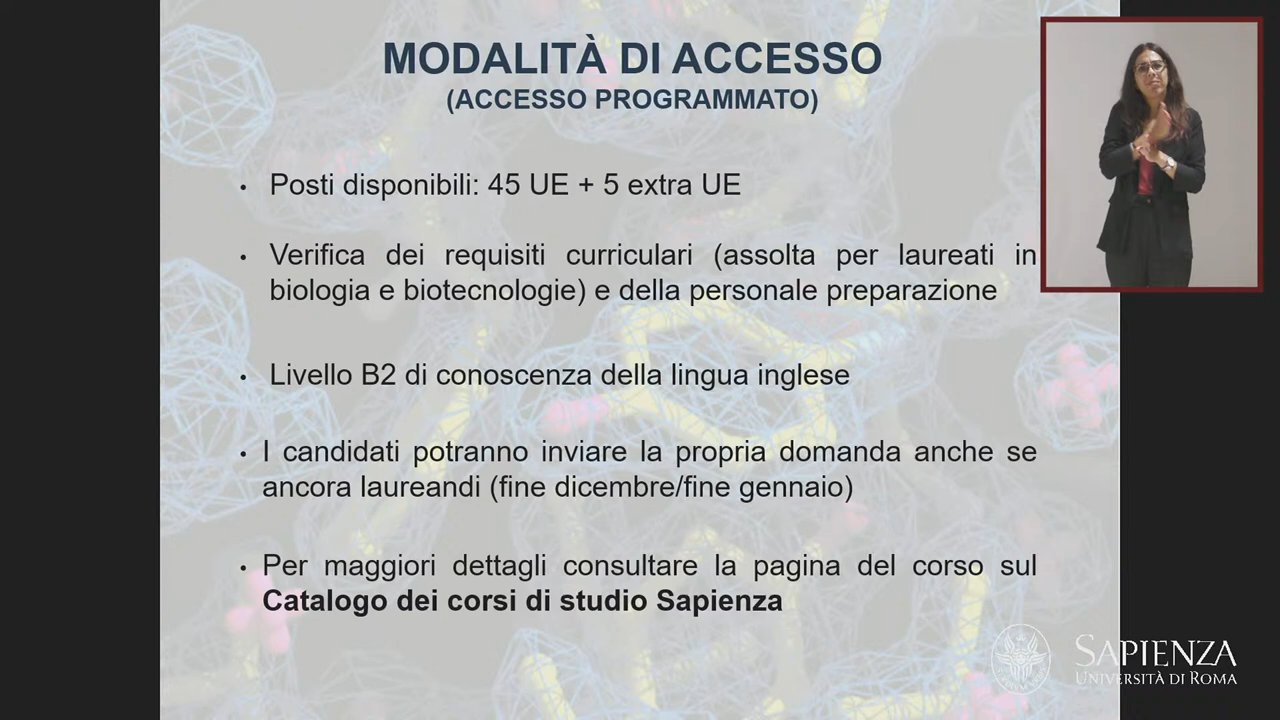 MODALITÀ DI ACCESSO
(ACCESSO PROGRAMMATO)
• Posti disponibili: 45 UE + 5 extra UE
• Verifica dei requisiti curriculari (assolta per laureati in
biologia e biotecnologie) e della personale preparazione
• Livello B2 di conoscenza della lingua inglese
• I candidati potranno inviare la propria domanda anche se
ancora laureandi (fine dicembre/fine gennaio)
• Per maggiori dettagli consultare la pagina del corso sul
Catalogo dei corsi di studio Sapienza
SAPIENZA
UNIVERSITÀ DI ROMA